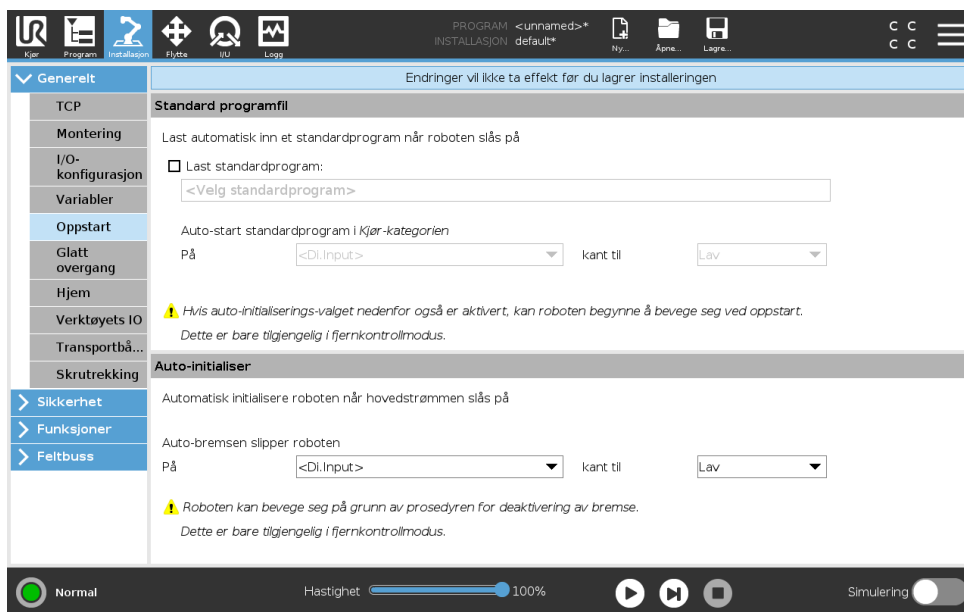 UR
PROGRAM <unnamed>*
INSTALLASJON default*
C C
C C
Kjør
Program
Installasjon
Flytte
I/U
Logg
Ny...
Åpne...
Lagre...
Generelt
TCP
Montering
I/O-
konfigurasjon
Variabler
Oppstart
Glatt
overgang
Hjem
Verktøyets IO
Transportbå...
Skrutrekking
Sikkerhet
Funksjoner
Feltbuss
Endringer vil ikke ta effekt før du lagrer installeringen
Standard programfil
Last automatisk inn et standardprogram når roboten slås på
Last standardprogram:
<Velg standardprogram>
Auto-start standardprogram i Kjør-kategorien
På <Di.Input> kant til Lav
Hvis auto-initialiserings-valget nedenfor også er aktivert, kan roboten begynne å bevege seg ved oppstart.
Dette er bare tilgjengelig i fjernkontrollmodus.
Auto-initialiser
Automatisk initialisere roboten når hovedstrømmen slås på
Auto-bremsen slipper roboten
På <Di.Input> kant til Lav
Roboten kan bevege seg på grunn av prosedyren for deaktivering av bremse.
Dette er bare tilgjengelig i fjernkontrollmodus.
Normal
Hastighet 100%
Simulering